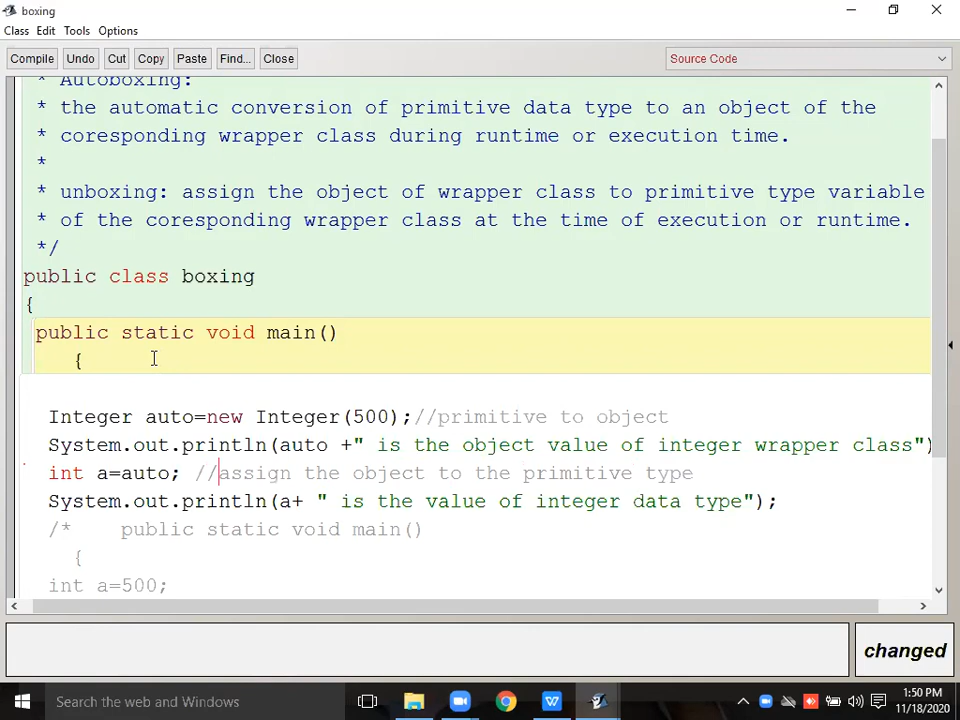 boxing
Class Edit Tools Options
Compile Undo Cut Copy Paste Find... Close Source Code
* Autoboxing:
* the automatic conversion of primitive data type to an object of the
* coresponding wrapper class during runtime or execution time.
*
* unboxing: assign the object of wrapper class to primitive type variable
* of the coresponding wrapper class at the time of execution or runtime.
*/
public class boxing
{
public static void main()
{
Integer auto=new Integer(500);//primitive to object
System.out.println(auto +" is the object value of integer wrapper class")
int a=auto; //assign the object to the primitive type
System.out.println(a+ " is the value of integer data type");
/* public static void main()
{
int a=500;
changed
Search the web and Windows
1:50 PM
11/18/2020